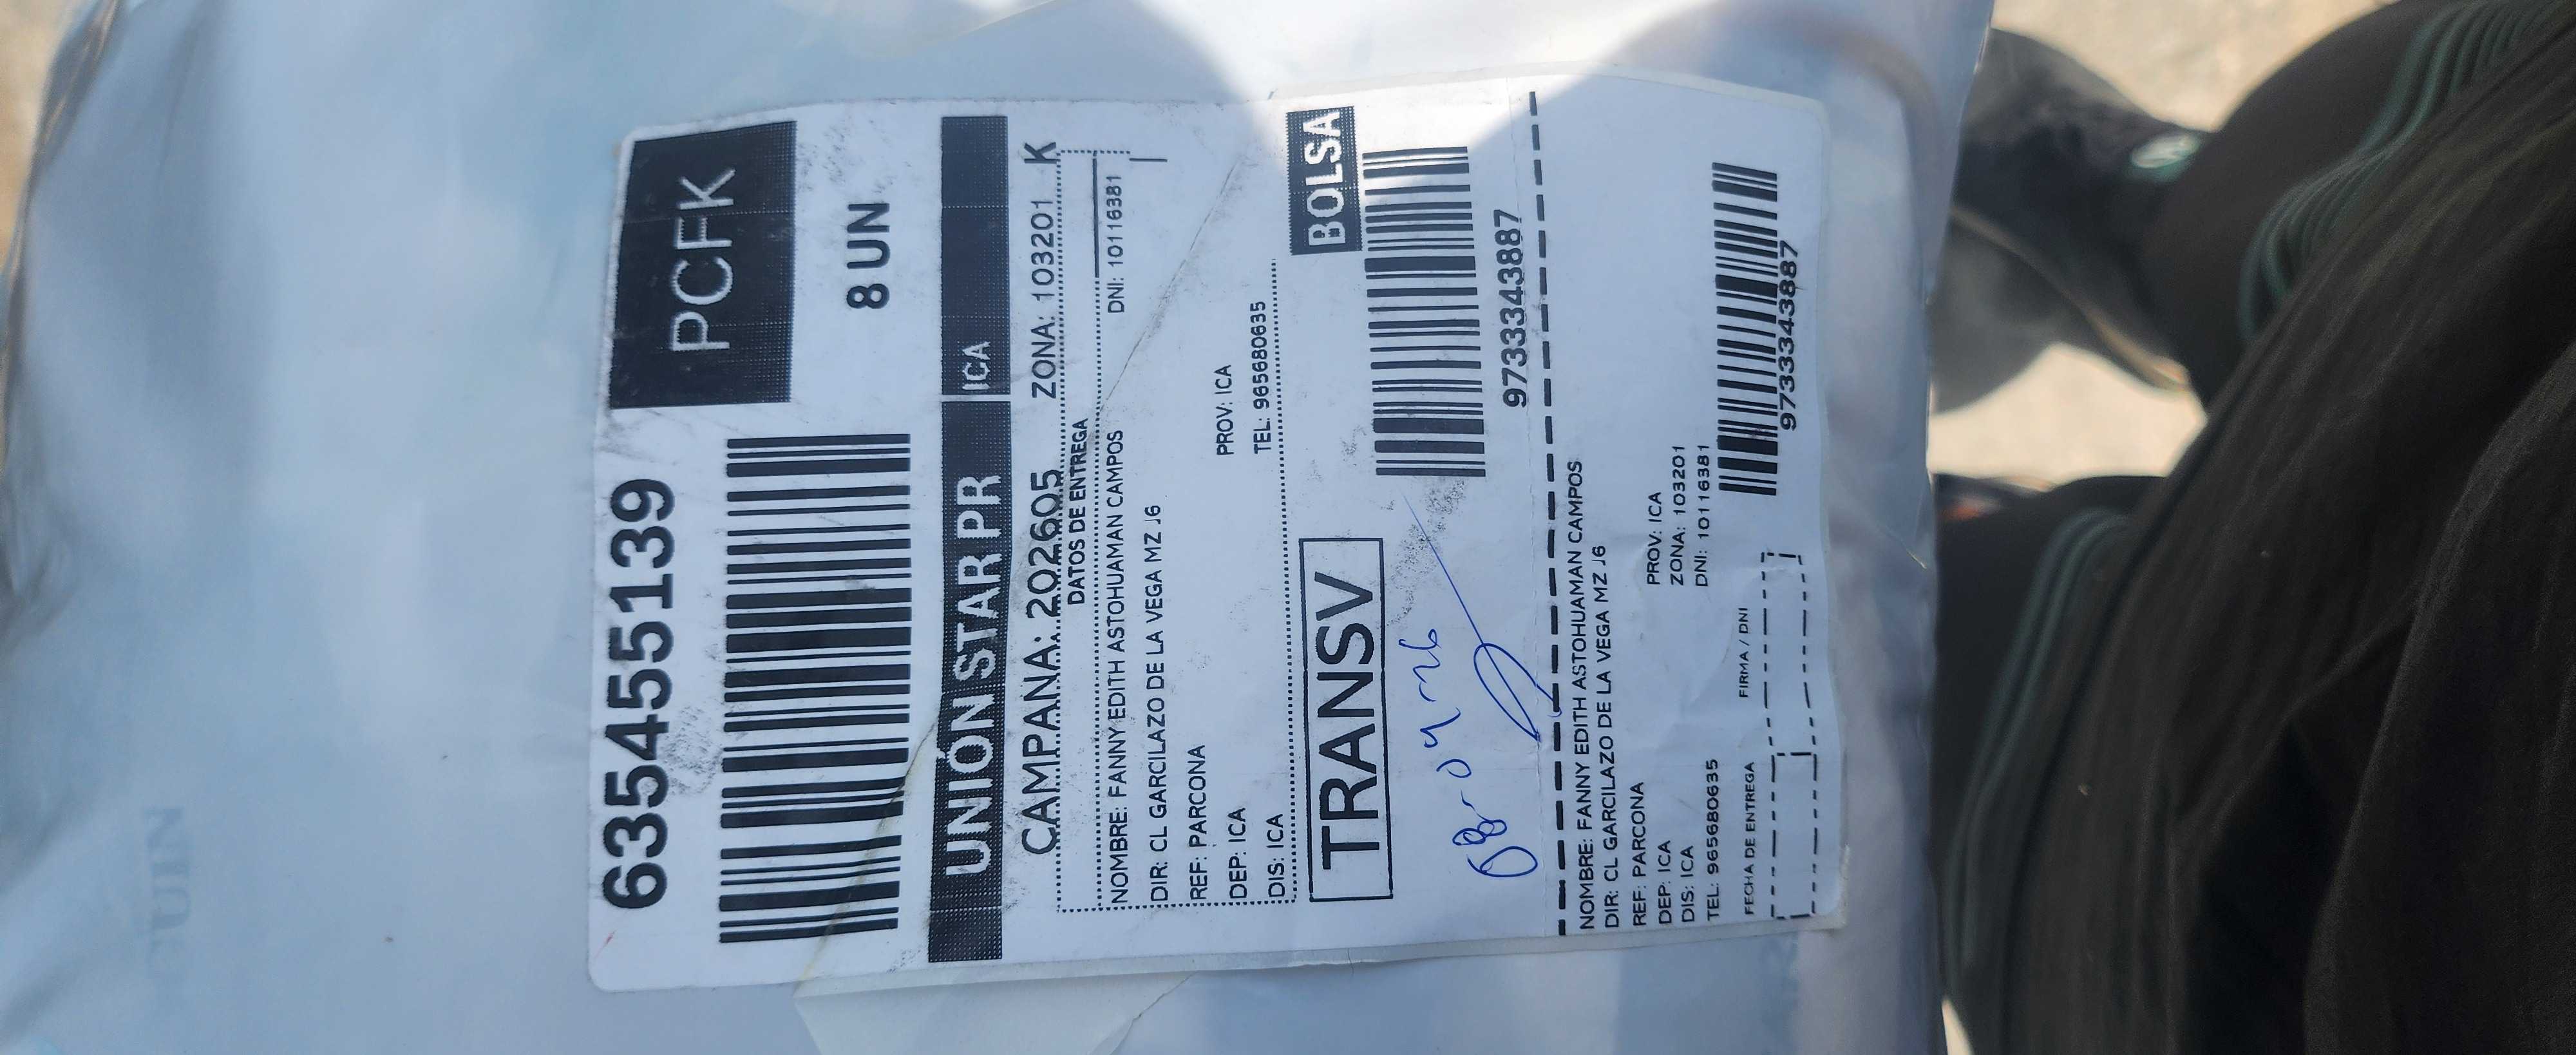 6354455139
PCFK
8 UN
UNIÓN STAR PR ICA
CAMPANA: 202605 ZONA: 103201 K
DATOS DE ENTREGA
NOMBRE: FANNY EDITH ASTOHUAMAN CAMPOS DNI: 10116381
DIR: CL GARCILAZO DE LA VEGA MZ J6
REF: PARCONA
DEP: ICA PROV: ICA
DIS: ICA TEL: 965680635
TRANSV
BOLSA
9733343887
NOMBRE: FANNY EDITH ASTOHUAMAN CAMPOS
DIR: CL GARCILAZO DE LA VEGA MZ J6
REF: PARCONA
DEP: ICA PROV: ICA
DIS: ICA ZONA: 103201
TEL: 965680635 DNI: 10116381
FECHA DE ENTREGA FIRMA / DNI
9733343887